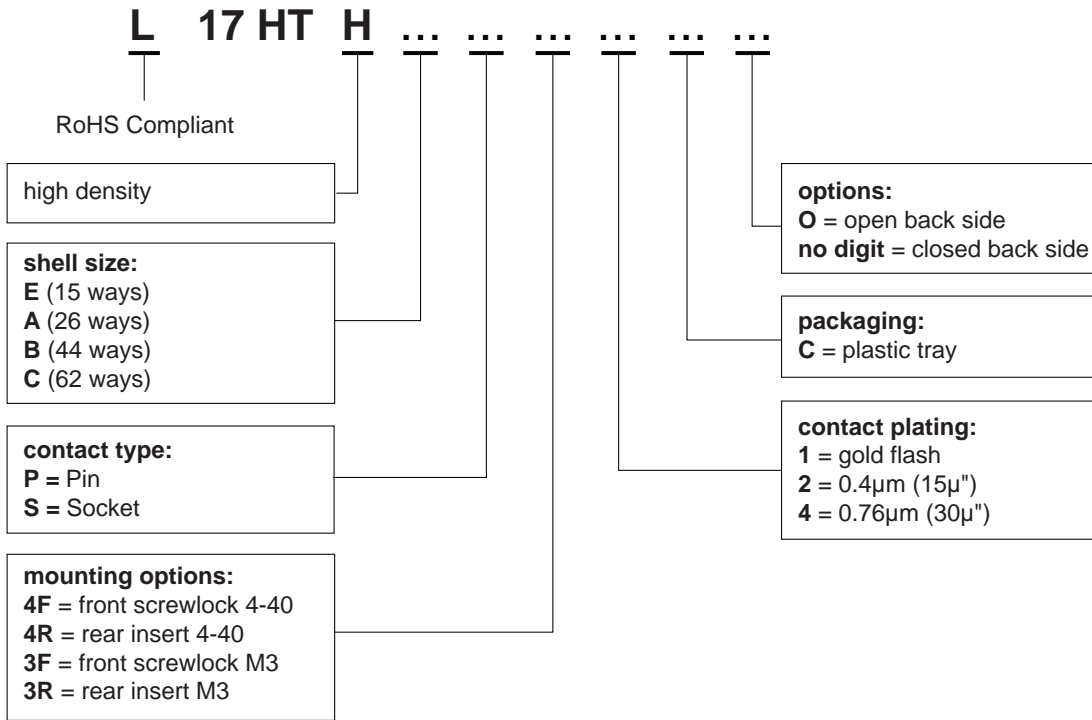 L 17 HT H ... ... ... ... ... ...
RoHS Compliant
high density
shell size:
E (15 ways)
A (26 ways)
B (44 ways)
C (62 ways)
contact type:
P = Pin
S = Socket
mounting options:
4F = front screwlock 4-40
4R = rear insert 4-40
3F = front screwlock M3
3R = rear insert M3
options:
O = open back side
no digit = closed back side
packaging:
C = plastic tray
contact plating:
1 = gold flash
2 = 0.4µm (15µ")
4 = 0.76µm (30µ")